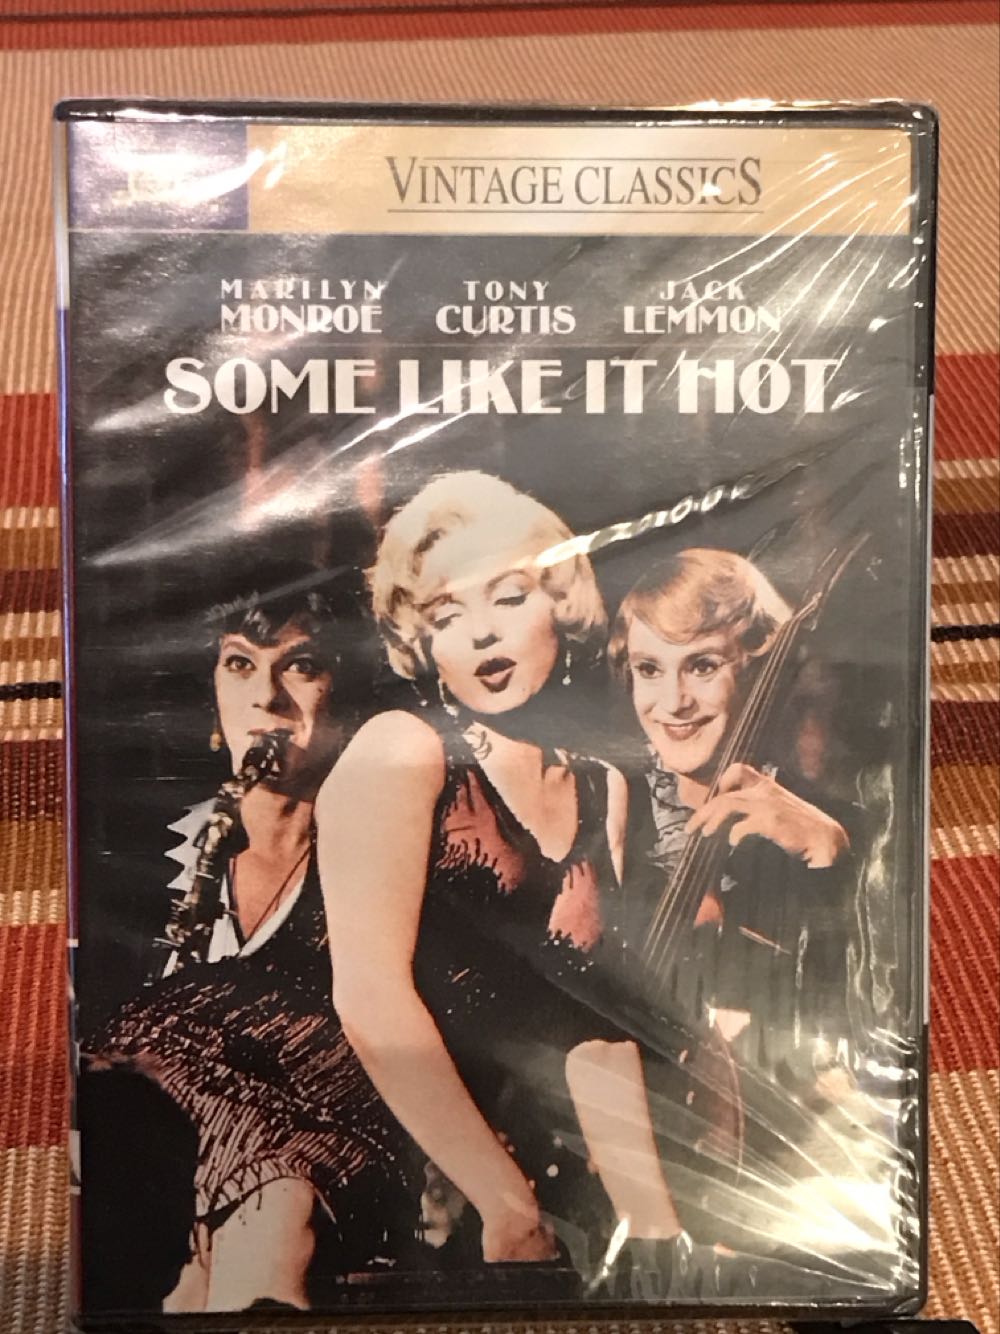 VINTAGE CLASSICS
MARILYN MONROE
TONY CURTIS
JACK LEMMON
SOME LIKE IT HOT